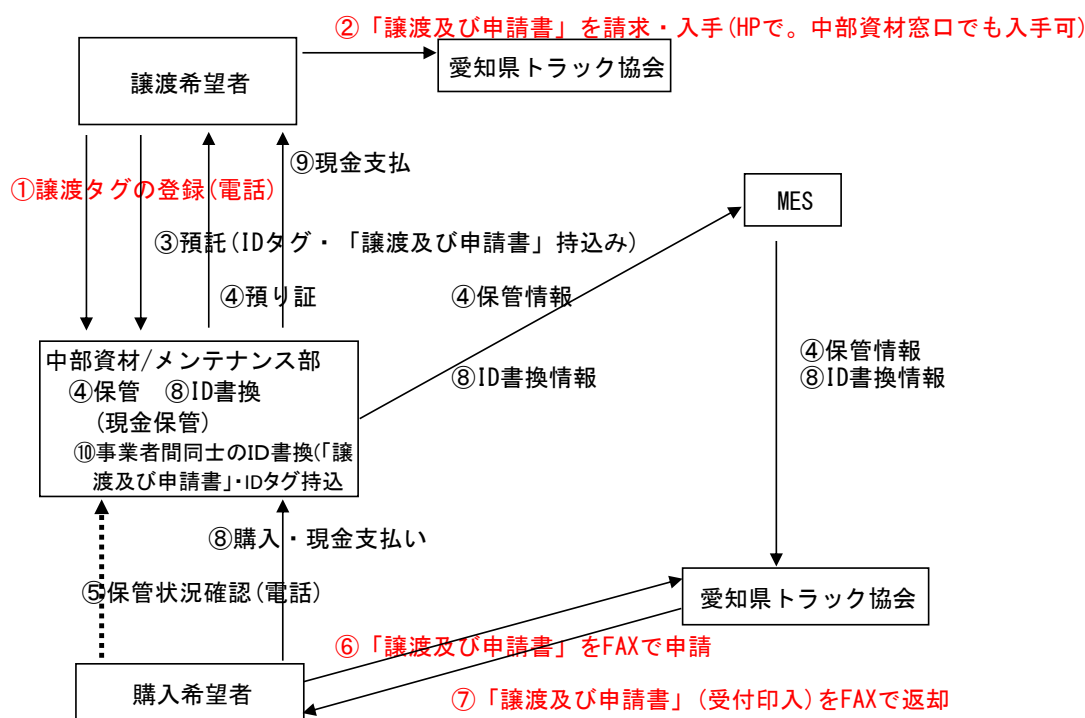 ②「譲渡及び申請書」を請求・入手(HPで。中部資材窓口でも入手可)
譲渡希望者
愛知県トラック協会
⑨現金支払
①譲渡タグの登録(電話)
MES
③預託(IDタグ・「譲渡及び申請書」持込み)
④預り証
④保管情報
中部資材/メンテナンス部
④保管 ⑧ID書換
(現金保管)
⑩事業者間同士のID書換(「譲
渡及び申請書」・IDタグ持込
⑧ID書換情報
④保管情報
⑧ID書換情報
⑧購入・現金支払い
⑤保管状況確認(電話)
愛知県トラック協会
⑥「譲渡及び申請書」をFAXで申請
購入希望者
⑦「譲渡及び申請書」(受付印入)をFAXで返却